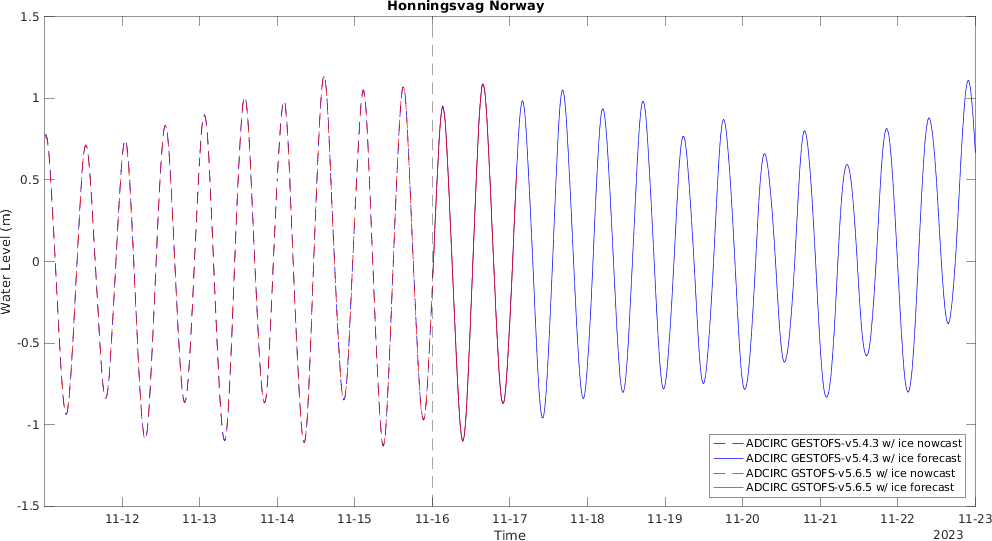 Honningsvag Norway
1.5
1
0.5
0
-0.5
-1
-1.5
Water Level (m)
ADCIRC GESTOFS-v5.4.3 w/ ice nowcast
ADCIRC GESTOFS-v5.4.3 w/ ice forecast
ADCIRC GSTOFS-v5.6.5 w/ ice nowcast
ADCIRC GSTOFS-v5.6.5 w/ ice forecast
11-12 11-13 11-14 11-15 11-16 11-17 11-18 11-19 11-20 11-21 11-22 11-23
Time
2023